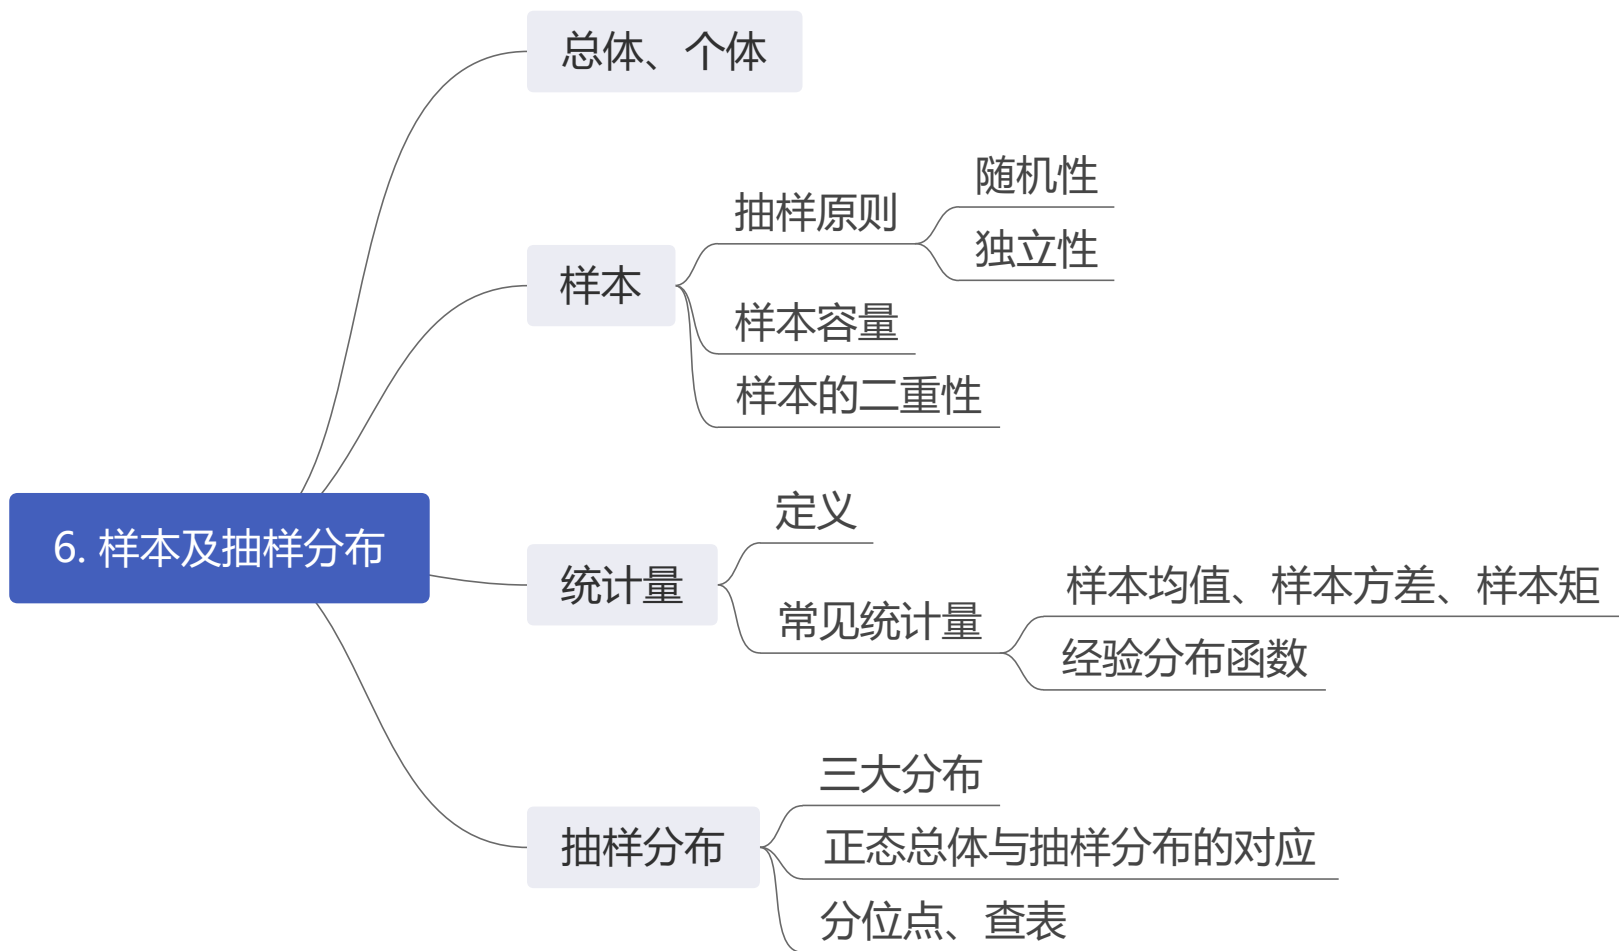 6. 样本及抽样分布
总体、个体
样本
抽样原则
随机性
独立性
样本容量
样本的二重性
统计量
定义
常见统计量
样本均值、样本方差、样本矩
经验分布函数
抽样分布
三大分布
正态总体与抽样分布的对应
分位点、查表